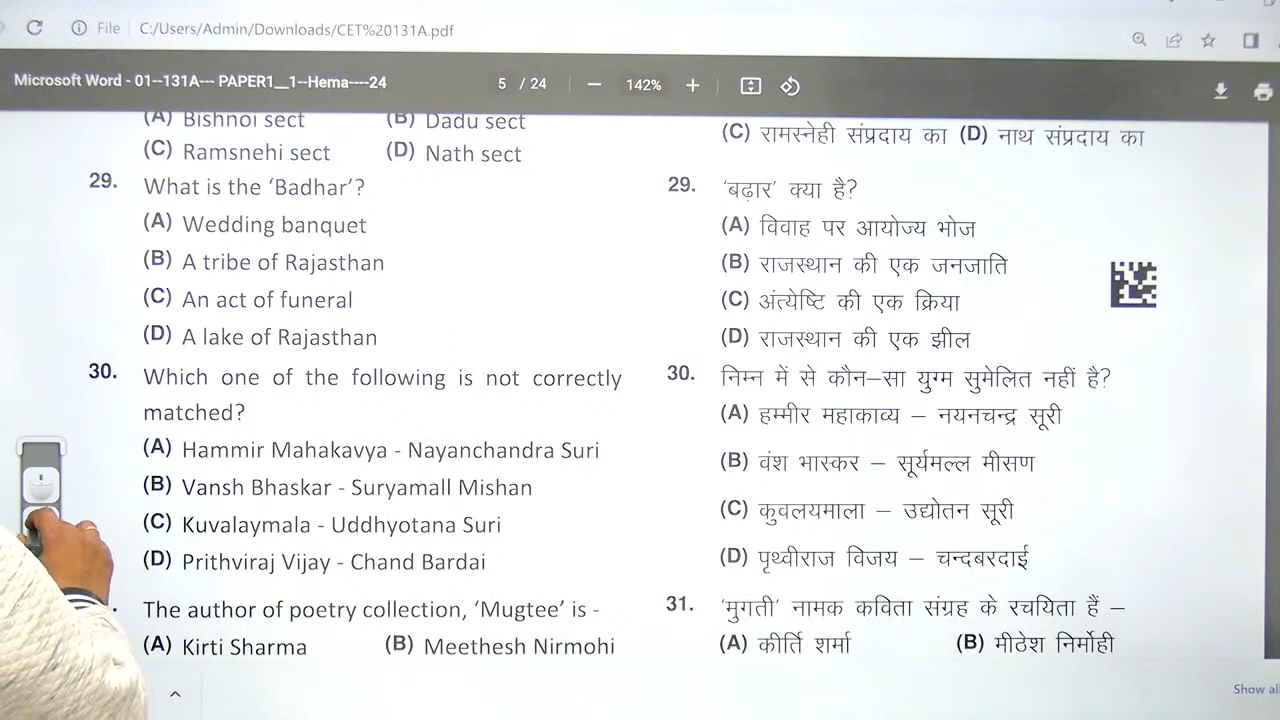 File | C:/Users/Admin/Downloads/CET%20131A.pdf
Microsoft Word - 01--131A--- PAPER1__1--Hema----24
5 / 24
142%
(A) Bishnoi sect (B) Dadu sect
(C) Ramsnehi sect (D) Nath sect
29. What is the ‘Badhar’?
(A) Wedding banquet
(B) A tribe of Rajasthan
(C) An act of funeral
(D) A lake of Rajasthan
30. Which one of the following is not correctly
matched?
(A) Hammir Mahakavya - Nayanchandra Suri
(B) Vansh Bhaskar - Suryamall Mishan
(C) Kuvalaymala - Uddhyotana Suri
(D) Prithviraj Vijay - Chand Bardai
The author of poetry collection, ‘Mugtee’ is -
(A) Kirti Sharma (B) Meethesh Nirmohi
(C) रामस्नेही संप्रदाय का (D) नाथ संप्रदाय का
29. ‘बढ़ार’ क्या है?
(A) विवाह पर आयोज्य भोज
(B) राजस्थान की एक जनजाति
(C) अंत्येष्टि की एक क्रिया
(D) राजस्थान की एक झील
30. निम्न में से कौन–सा युग्म सुमेलित नहीं है?
(A) हम्मीर महाकाव्य – नयनचन्द्र सूरी
(B) वंश भास्कर – सूर्यमल्ल मीसण
(C) कुवलयमाला – उद्योतन सूरी
(D) पृथ्वीराज विजय – चन्दबरदाई
31. ‘मुगती’ नामक कविता संग्रह के रचयिता हैं –
(A) कीर्ति शर्मा (B) मीठेश निर्मोही
Show all